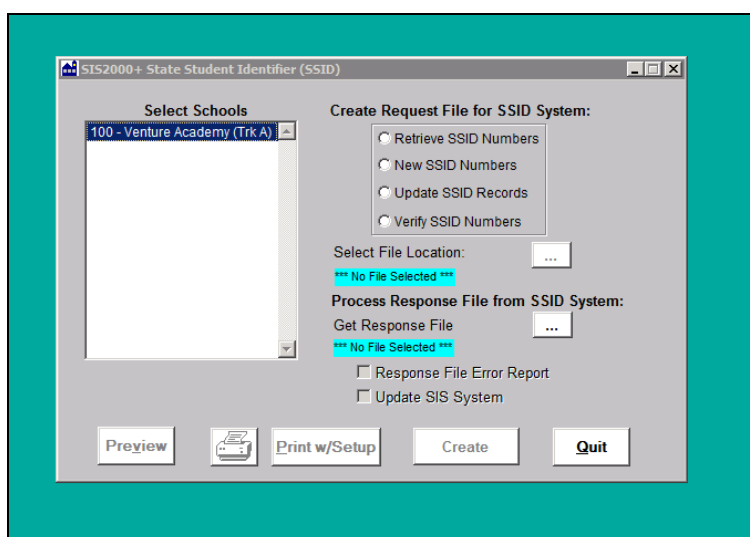 SIS2000+ State Student Identifier (SSID)
Select Schools
100 - Venture Academy (Trk A)
Create Request File for SSID System:
Retrieve SSID Numbers
New SSID Numbers
Update SSID Records
Verify SSID Numbers
Select File Location:
...
*** No File Selected ***
Process Response File from SSID System:
Get Response File
...
*** No File Selected ***
Response File Error Report
Update SIS System
Preview
Print w/Setup
Create
Quit